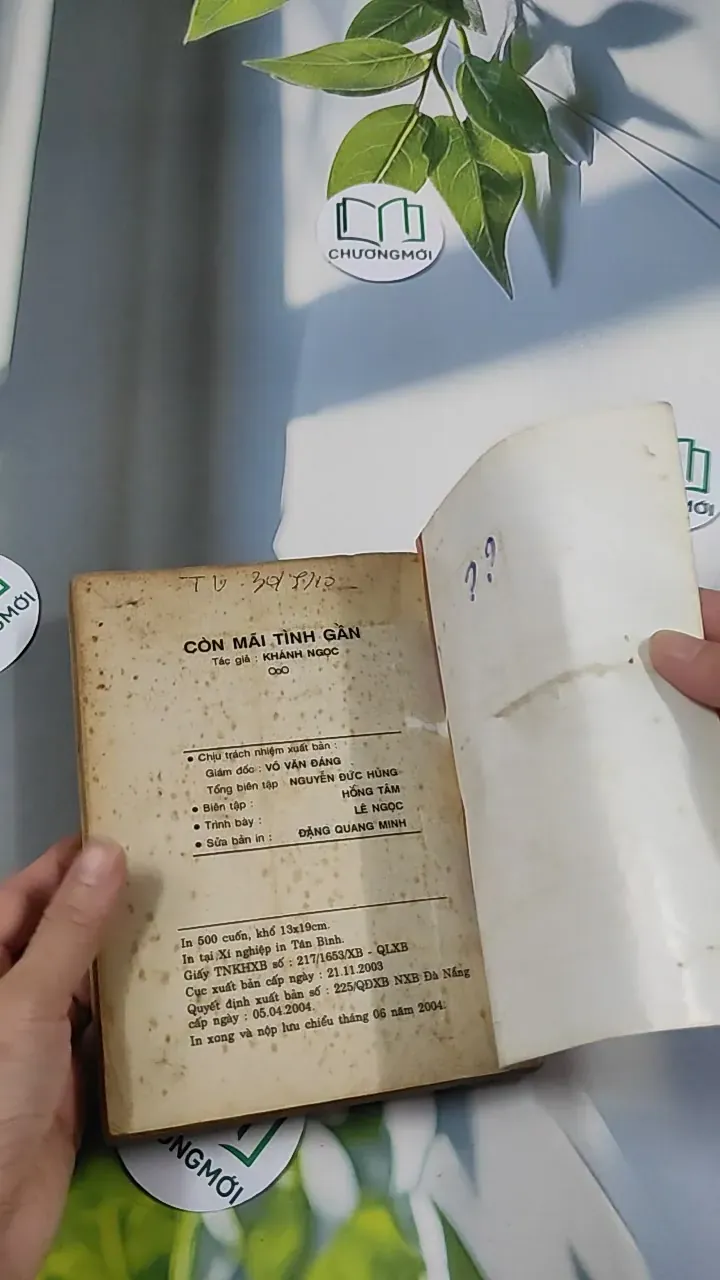 CHƯƠNGMỚI
MỚI
??
CÒN MÃI TÌNH GẦN
Tác giả : KHÁNH NGỌC
• Chịu trách nhiệm xuất bản :
Giám đốc : VÕ VĂN ĐÁNG
Tổng biên tập NGUYỄN ĐỨC HÙNG
• Biên tập : HỒNG TÂM
• Trình bày : LÊ NGỌC
• Sửa bản in : ĐẶNG QUANG MINH
In 500 cuốn, khổ 13x19cm.
In tại Xí nghiệp in Tân Bình.
Giấy TNKHXB số : 217/1653/XB - QLXB
Cục xuất bản cấp ngày : 21.11.2003
Quyết định xuất bản số : 225/QĐXB NXB Đà Nẵng
cấp ngày : 05.04.2004.
In xong và nộp lưu chiểu tháng 06 năm 2004.
NGMỚI